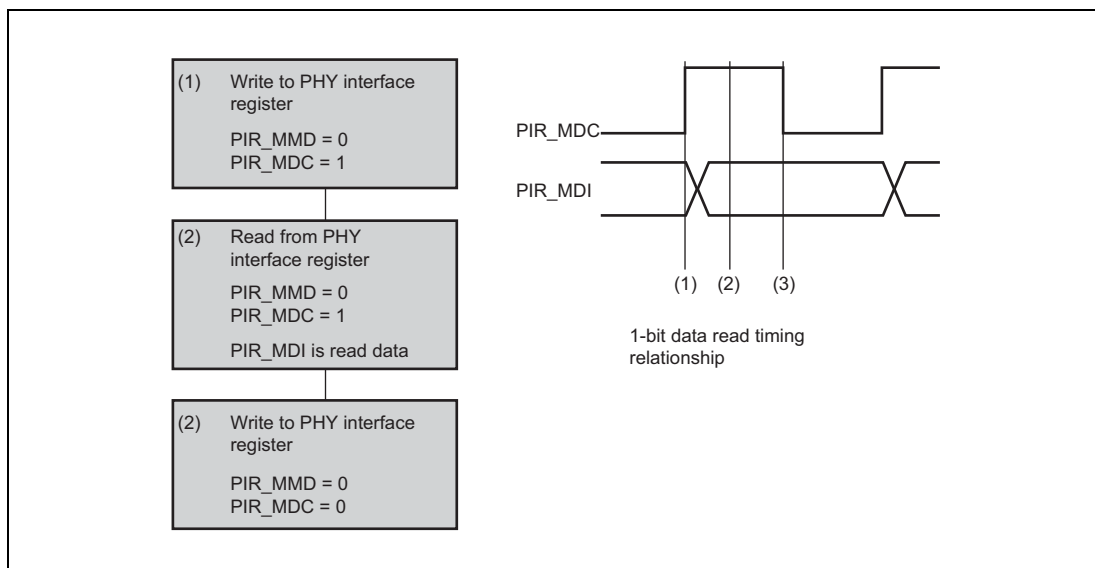 (1) Write to PHY interface
register
PIR_MMD = 0
PIR_MDC = 1
(2) Read from PHY
interface register
PIR_MMD = 0
PIR_MDC = 1
PIR_MDI is read data
(2) Write to PHY interface
register
PIR_MMD = 0
PIR_MDC = 0
PIR_MDC
PIR_MDI
(1) (2) (3)
1-bit data read timing
relationship